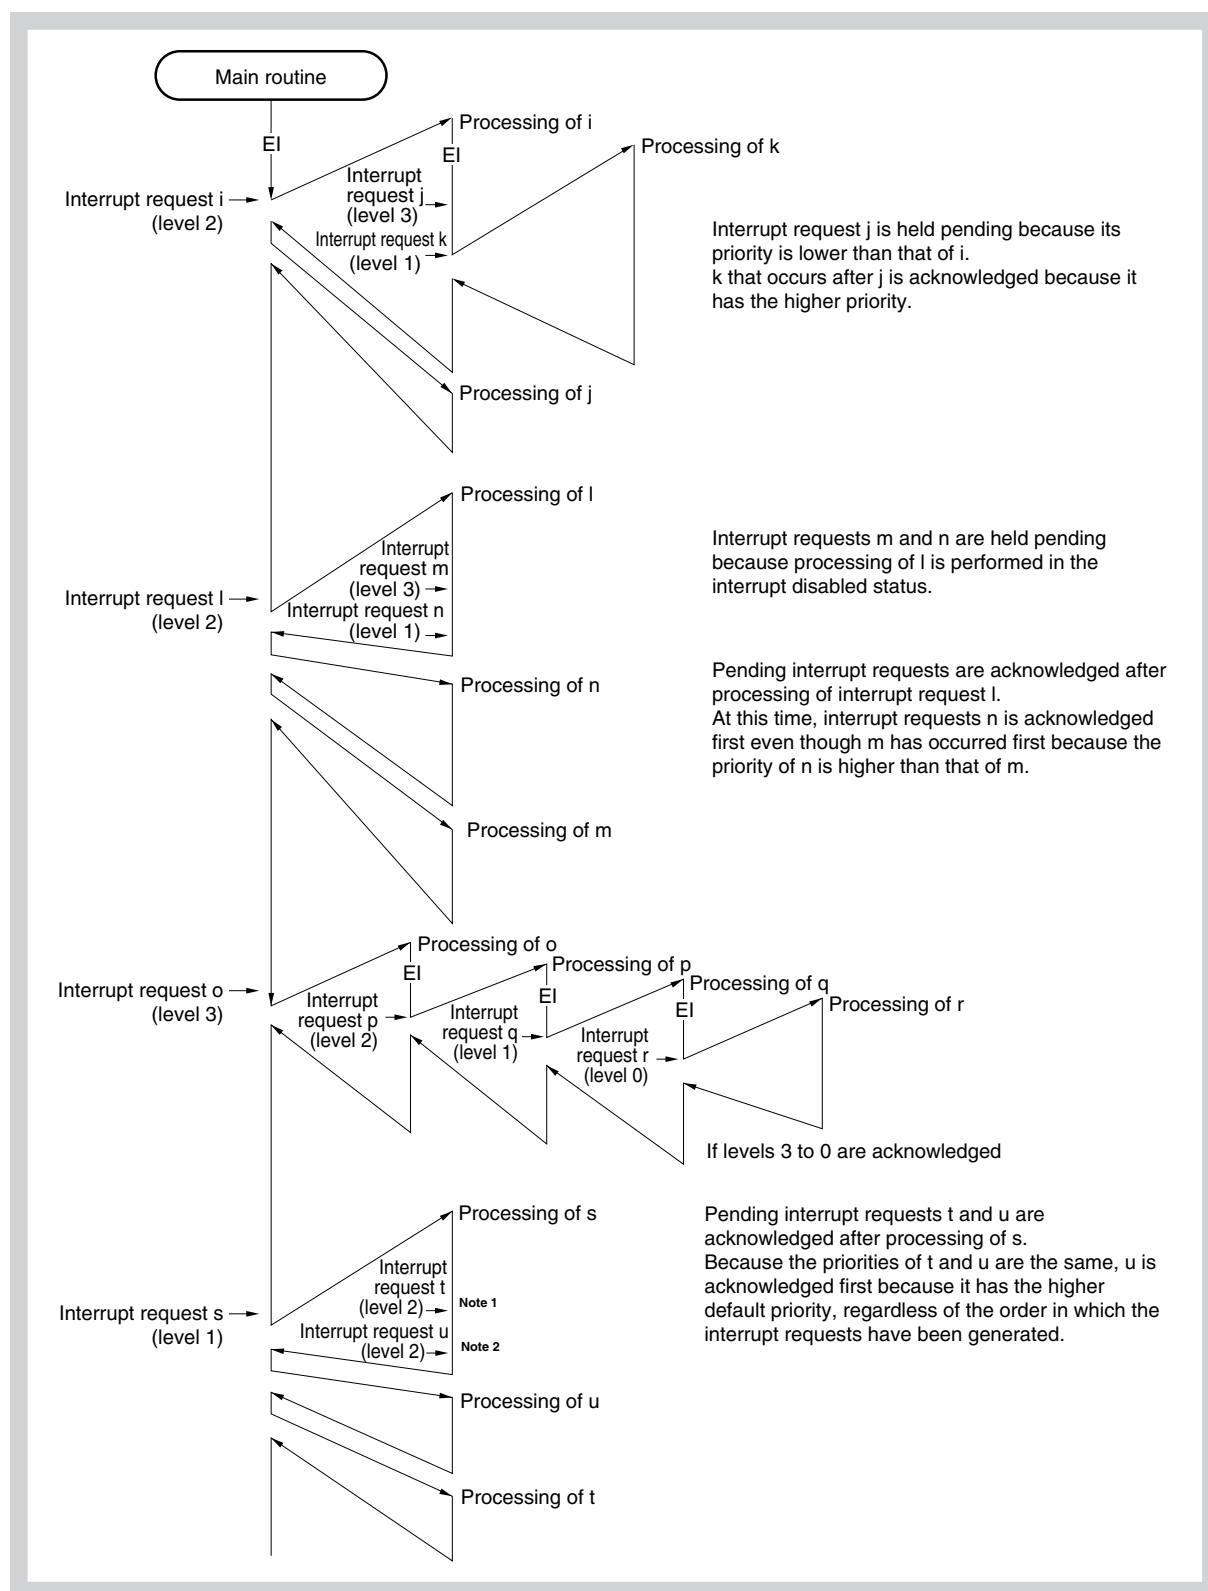 Main routine
EI
Processing of i
EI
Processing of k
Interrupt request i
(level 2)
Interrupt
request j
(level 3)
Interrupt request k
(level 1)
Interrupt request j is held pending because its
priority is lower than that of i.
k that occurs after j is acknowledged because it
has the higher priority.
Processing of j
Processing of l
Interrupt request l
(level 2)
Interrupt
request m
(level 3)
Interrupt request n
(level 1)
Interrupt requests m and n are held pending
because processing of l is performed in the
interrupt disabled status.
Processing of n
Pending interrupt requests are acknowledged after
processing of interrupt request l.
At this time, interrupt requests n is acknowledged
first even though m has occurred first because the
priority of n is higher than that of m.
Processing of m
Processing of o
EI
Processing of p
EI
Processing of q
EI
Processing of r
Interrupt request o
(level 3)
Interrupt
request p
(level 2)
Interrupt
request q
(level 1)
Interrupt
request r
(level 0)
If levels 3 to 0 are acknowledged
Processing of s
Interrupt request s
(level 1)
Interrupt
request t
(level 2)
Note 1
Interrupt request u
(level 2)
Note 2
Pending interrupt requests t and u are
acknowledged after processing of s.
Because the priorities of t and u are the same, u is
acknowledged first because it has the higher
default priority, regardless of the order in which the
interrupt requests have been generated.
Processing of u
Processing of t